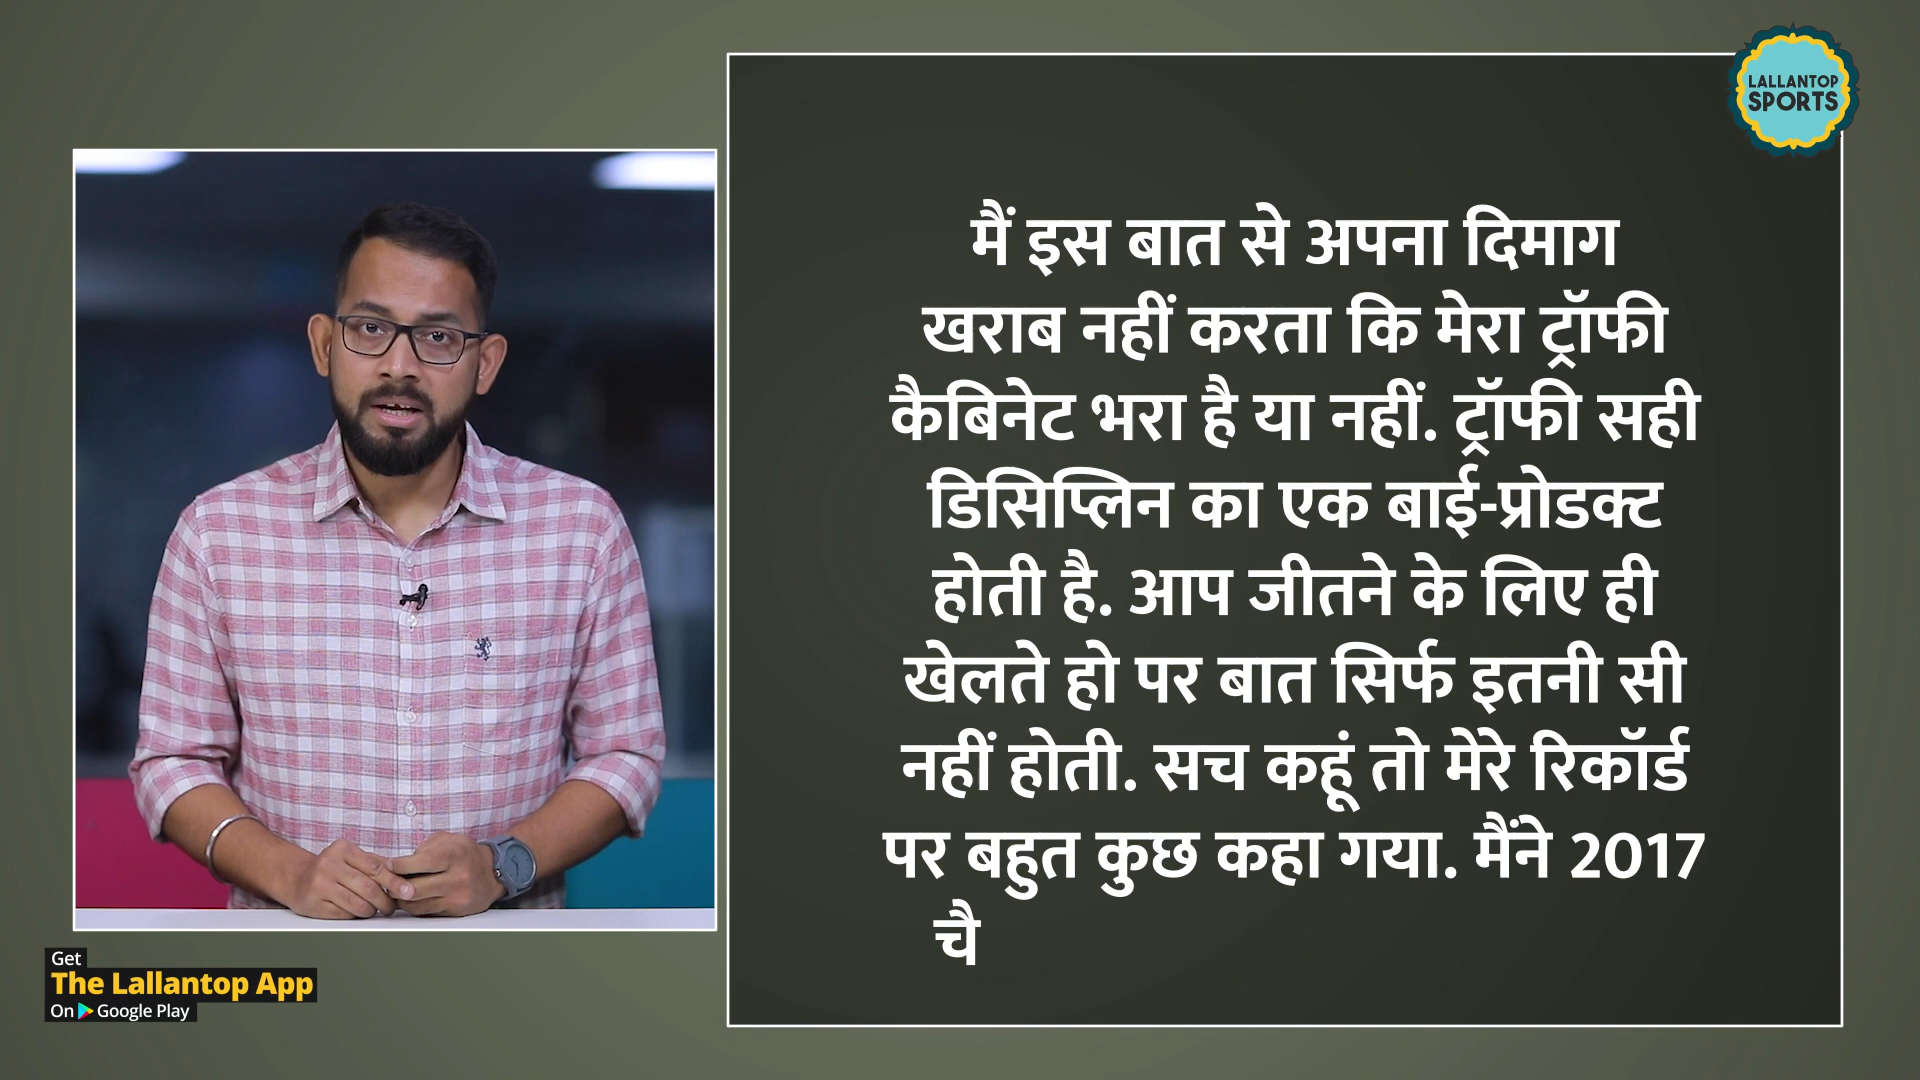 LALLANTOP
SPORTS
मैं इस बात से अपना दिमाग
खराब नहीं करता कि मेरा ट्रॉफी
कैबिनेट भरा है या नहीं. ट्रॉफी सही
डिसिप्लिन का एक बाई-प्रोडक्ट
होती है. आप जीतने के लिए ही
खेलते हो पर बात सिर्फ इतनी सी
नहीं होती. सच कहूं तो मेरे रिकॉर्ड
पर बहुत कुछ कहा गया. मैंने 2017
चै
Get
The Lallantop App
On Google Play